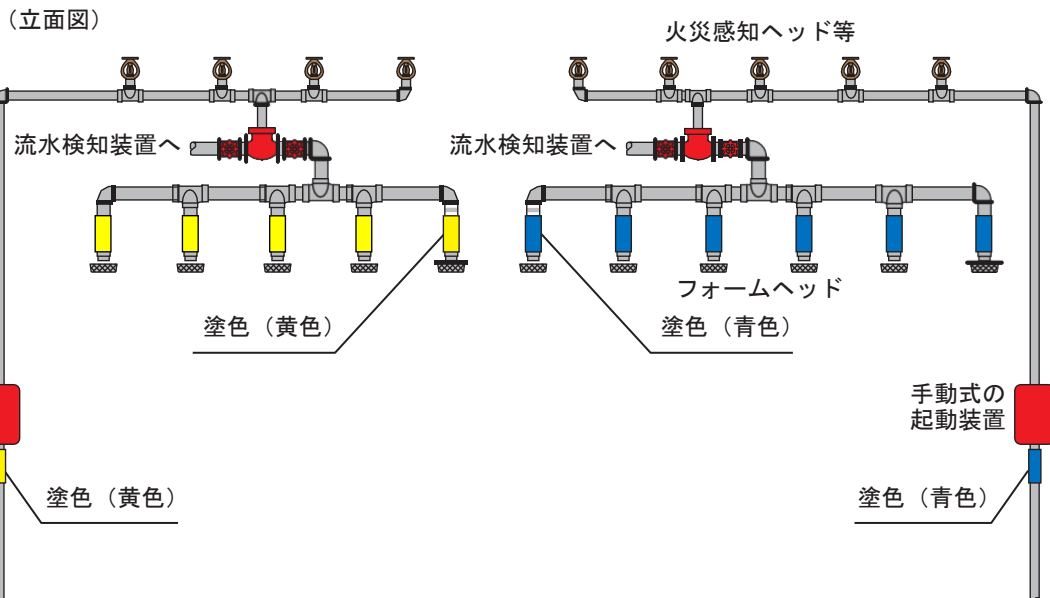 （立面図）
火災感知ヘッド等
流水検知装置へ
流水検知装置へ
フォームヘッド
塗色（黄色）
塗色（青色）
手動式の
起動装置
塗色（黄色）
塗色（青色）